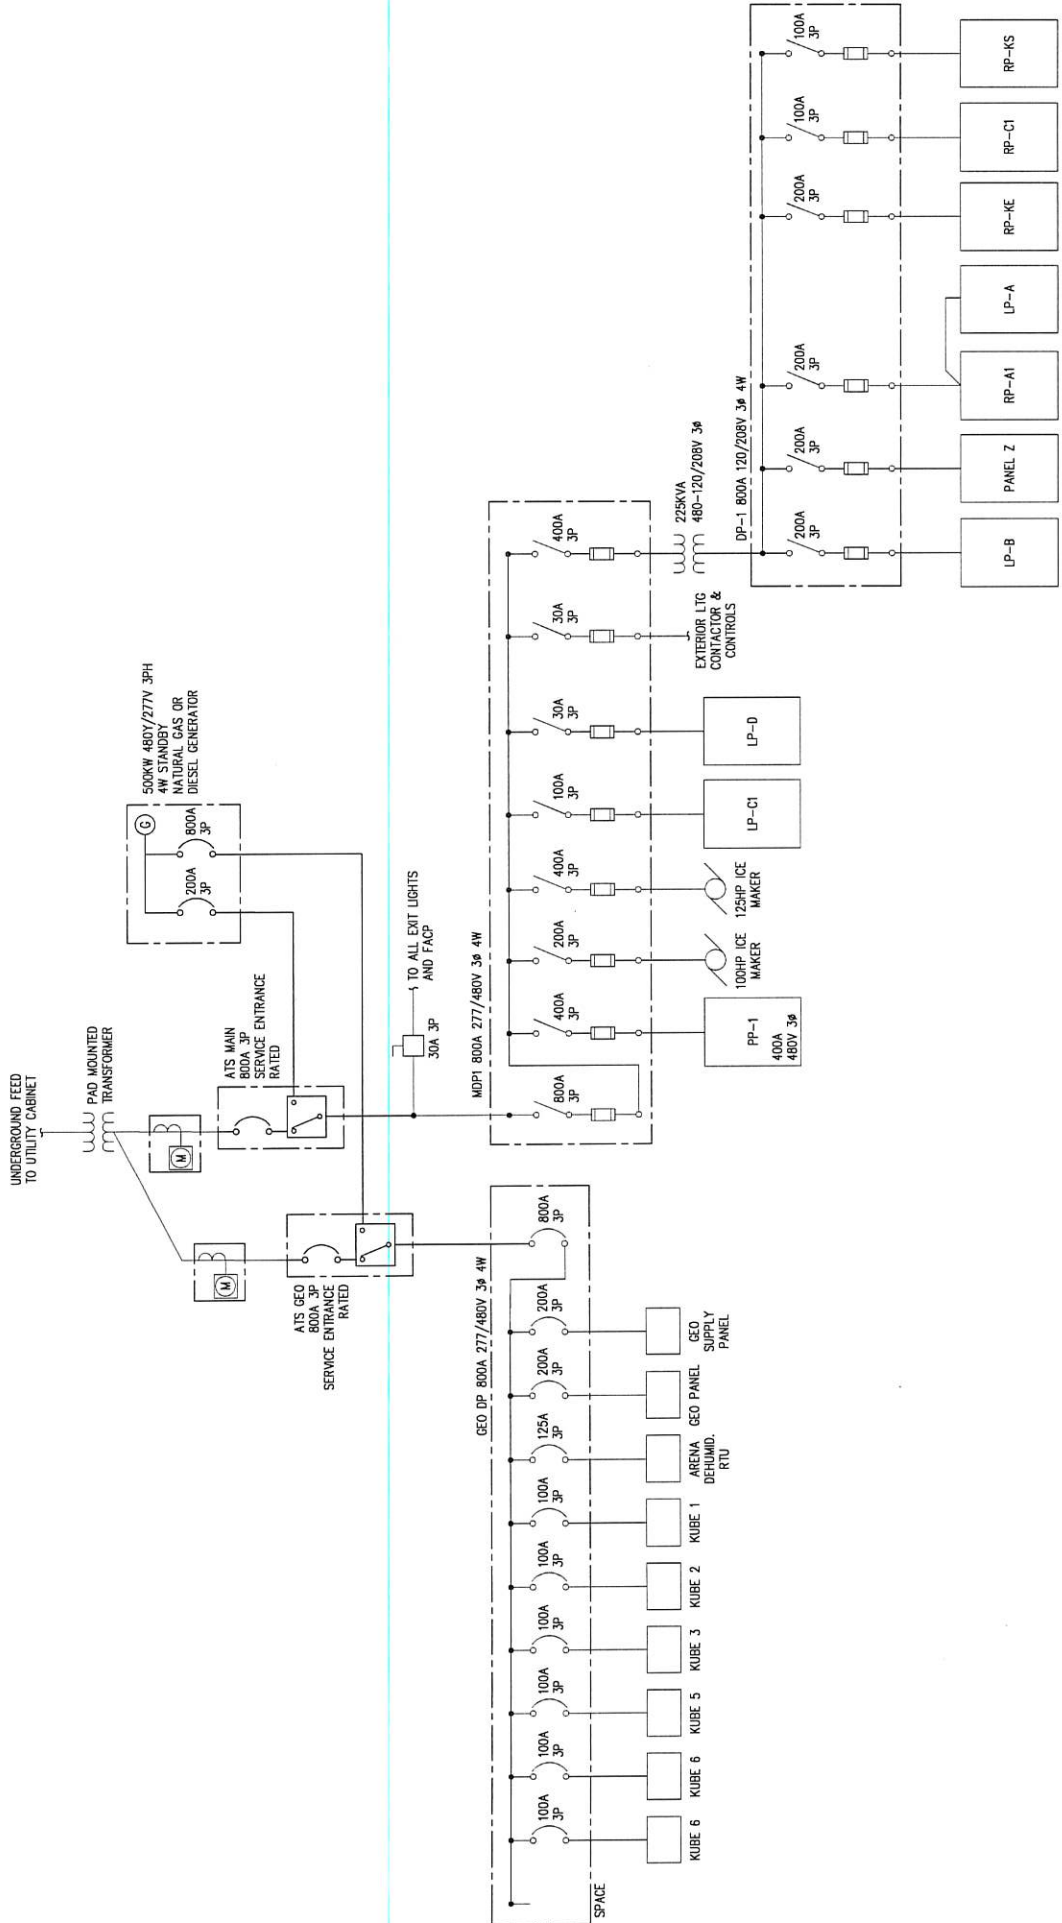 UNDERGROUND FEED
TO UTILITY CABINET
PAD MOUNTED
TRANSFORMER
M
M
ATS MAIN
800A 3P
SERVICE ENTRANCE
RATED
ATS GEO
800A 3P
SERVICE ENTRANCE
RATED
500KW 480Y/277V 3PH
4W STANDBY
NATURAL GAS OR
DIESEL GENERATOR
G
200A
3P
800A
3P
TO ALL EXIT LIGHTS
AND FACP
30A 3P
GEO DP 800A 277/480V 3ø 4W
SPACE
100A
3P
100A
3P
100A
3P
100A
3P
100A
3P
100A
3P
125A
3P
200A
3P
200A
3P
800A
3P
KUBE 6
KUBE 6
KUBE 5
KUBE 3
KUBE 2
KUBE 1
ARENA
DEHUMID.
RTU
GEO PANEL
GEO
SUPPLY
PANEL
MDP1 800A 277/480V 3ø 4W
800A
3P
400A
3P
200A
3P
400A
3P
100A
3P
30A
3P
30A
3P
400A
3P
PP-1
400A
480V 3ø
100HP ICE
MAKER
125HP ICE
MAKER
LP-C1
LP-D
EXTERIOR LTG
CONTACTOR &
CONTROLS
225KVA
480-120/208V 3ø
DP-1 800A 120/208V 3ø 4W
200A
3P
200A
3P
200A
3P
200A
3P
100A
3P
100A
3P
LP-B
PANEL Z
RP-A1
LP-A
RP-KE
RP-C1
RP-KS